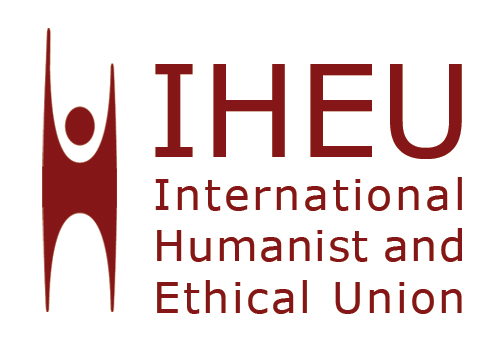 IHEU
International
Humanist and
Ethical Union